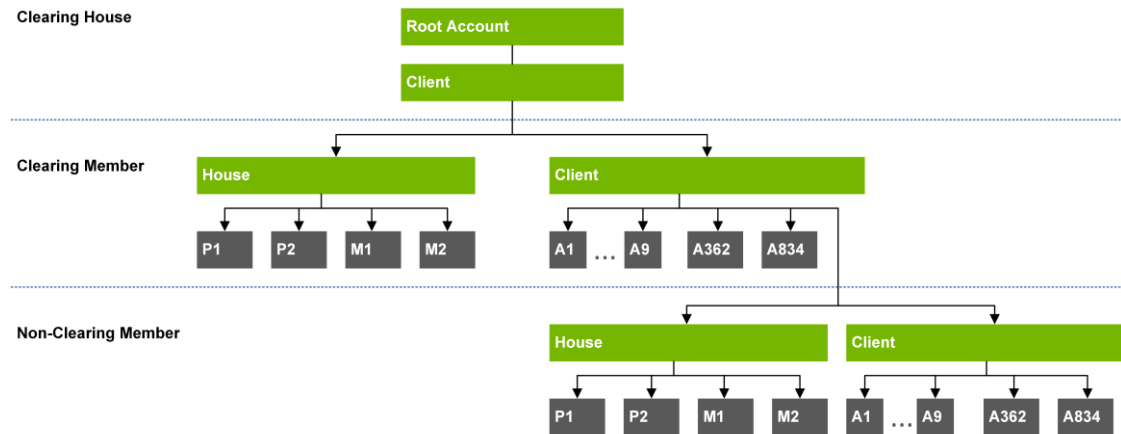 Clearing House
Root Account
Client
Clearing Member
House
Client
P1
P2
M1
M2
A1
...
A9
A362
A834
Non-Clearing Member
House
Client
P1
P2
M1
M2
A1
...
A9
A362
A834